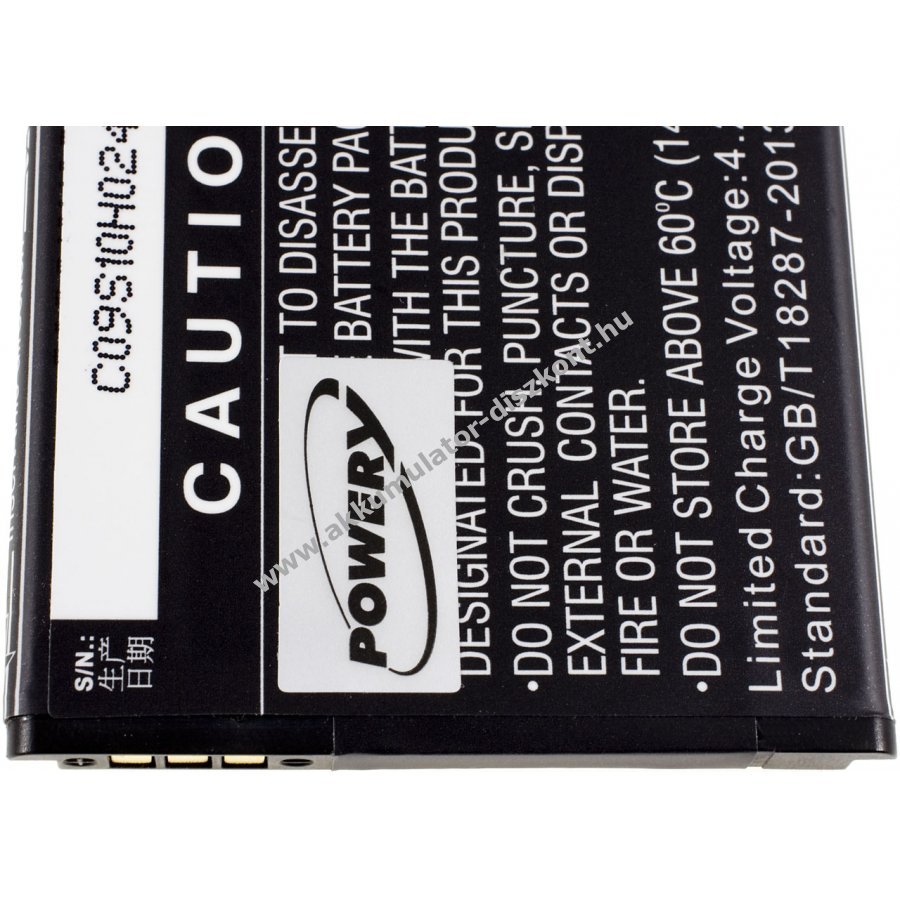 C09S10H024
S/N.:
生产
日期
CAUTIO
T TO DISASSE
E BATTERY PA
WITH THE BATT
DESIGNATED FOR THIS PRODU
·DO NOT CRUSH, PUNCTURE, S
EXTERNAL CONTACTS OR DISP
FIRE OR WATER.
·DO NOT STORE ABOVE 60°C (14
Limited Charge Voltage:4.
Standard:GB/T18287-2013
POWERY
www.akkumulator-diszkont.hu